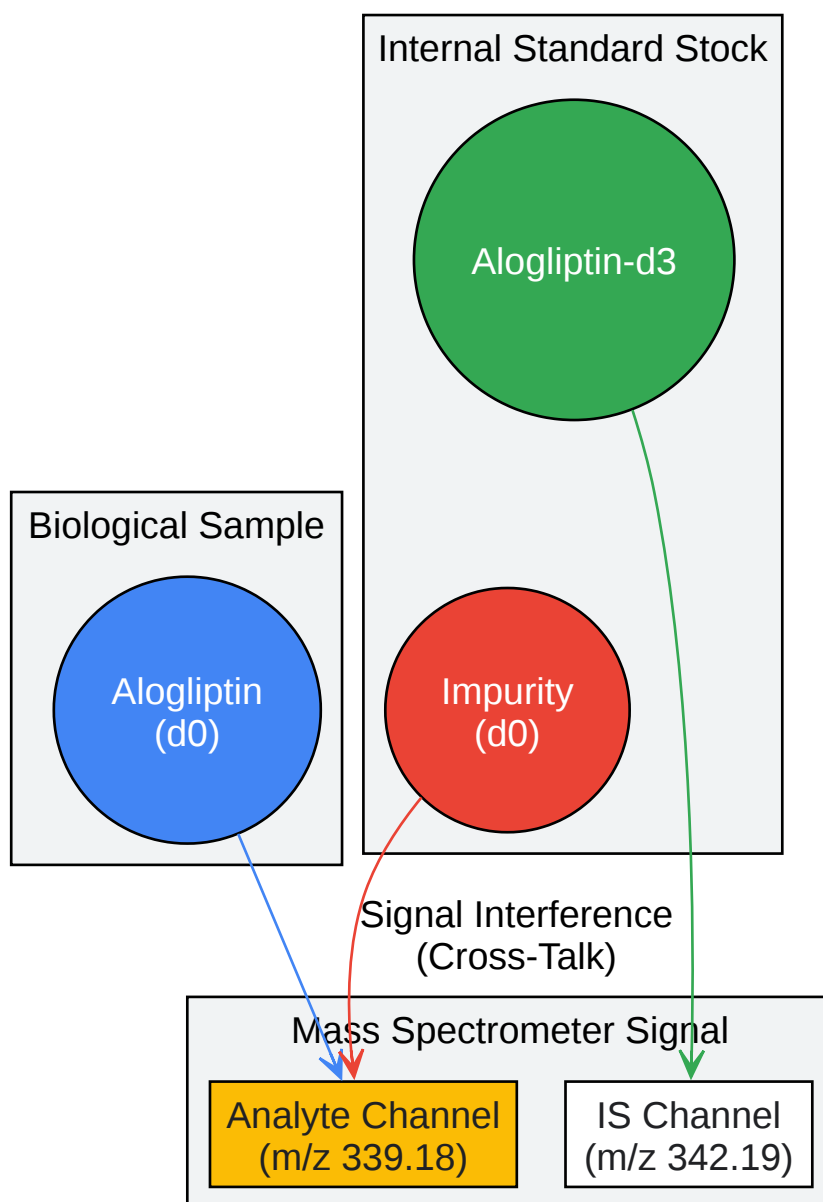 Internal Standard Stock
Alogliptin-d3
Biological Sample
Alogliptin
(d0)
Impurity
(d0)
Signal Interference
(Cross-Talk)
Mass Spectrometer Signal
Analyte Channel
(m/z 339.18)
IS Channel
(m/z 342.19)